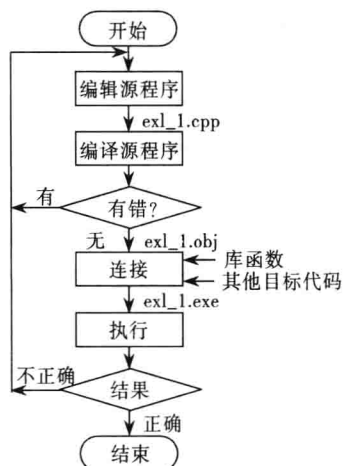 开始
编辑源程序
exl_1.cpp
编译源程序
有
有错?
无
exl_1.obj
连接
库函数
其他目标代码
exl_1.exe
执行
不正确
结果
正确
结束